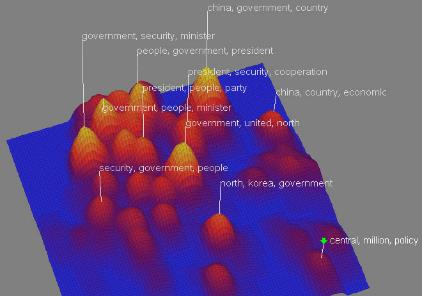 china, government, country
government, security, minister
people, government, president
president, security, cooperation
president, people, party
china, country, economic
government, people, minister
government, united, north
security, government, people
north, korea, government
central, million, policy